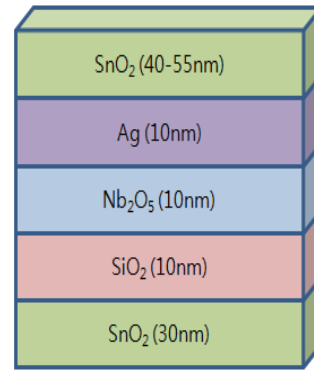 SnO₂ (40-55nm)
Ag (10nm)
Nb₂O₅ (10nm)
SiO₂ (10nm)
SnO₂ (30nm)